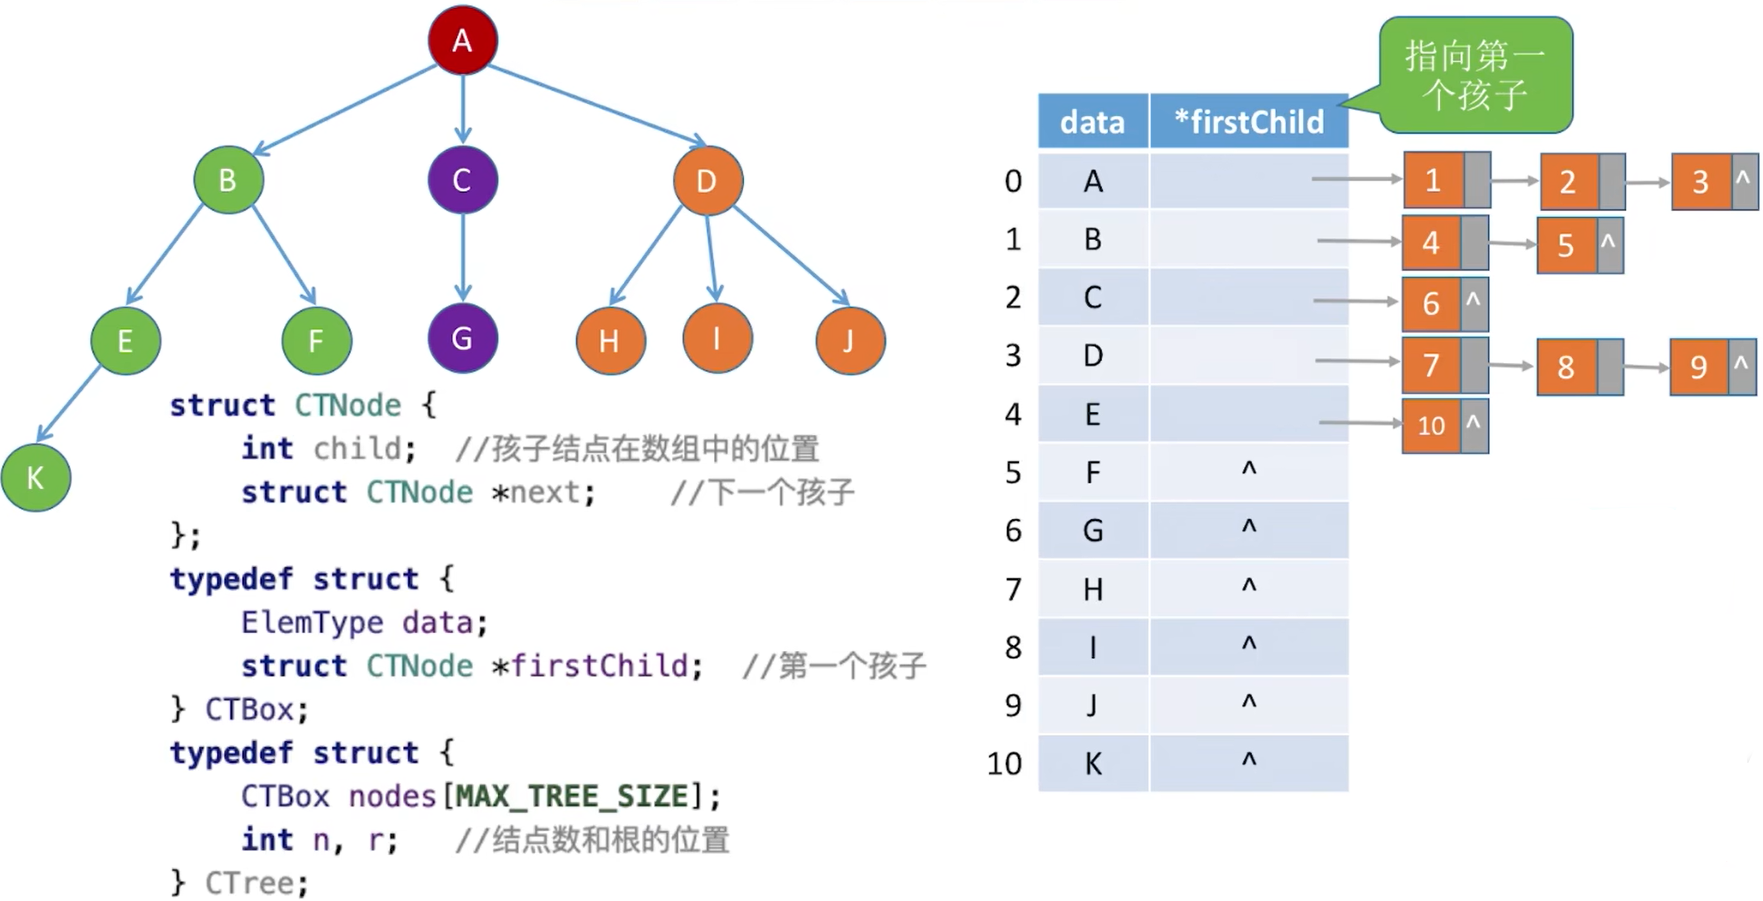 A
B
C
D
E
F
G
H
I
J
K
struct CTNode {
int child; //孩子结点在数组中的位置
struct CTNode *next; //下一个孩子
};
typedef struct {
ElemType data;
struct CTNode *firstChild; //第一个孩子
} CTBox;
typedef struct {
CTBox nodes[MAX_TREE_SIZE];
int n, r; //结点数和根的位置
} CTree;
指向第一
个孩子
data *firstChild
0 A 1 2 3 ^
1 B 4 5 ^
2 C 6 ^
3 D 7 8 9 ^
4 E 10 ^
5 F ^
6 G ^
7 H ^
8 I ^
9 J ^
10 K ^